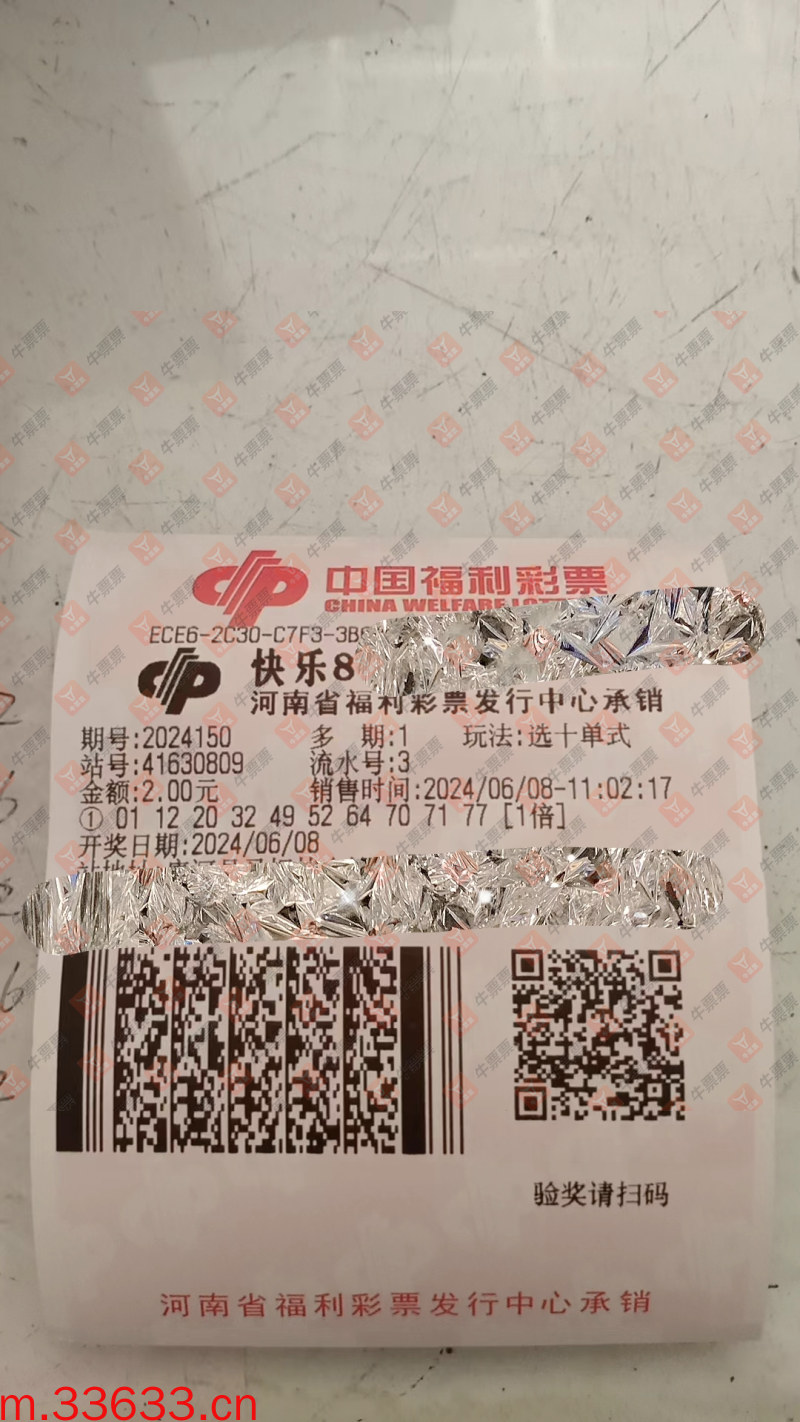 中国福利彩票
CHINA WELFARE
ECE6-2C30-C7F3-3B
快乐8
河南省福利彩票发行中心承销
期号:2024150 多 期:1 玩法:选十单式
站号:41630809 流水号:3
金额:2.00元 销售时间:2024/06/08-11:02:17
① 01 12 20 32 49 52 64 70 71 77 [1倍]
开奖日期:2024/06/08
验奖请扫码
河南省福利彩票发行中心承销
牛票票
m.33633.cn